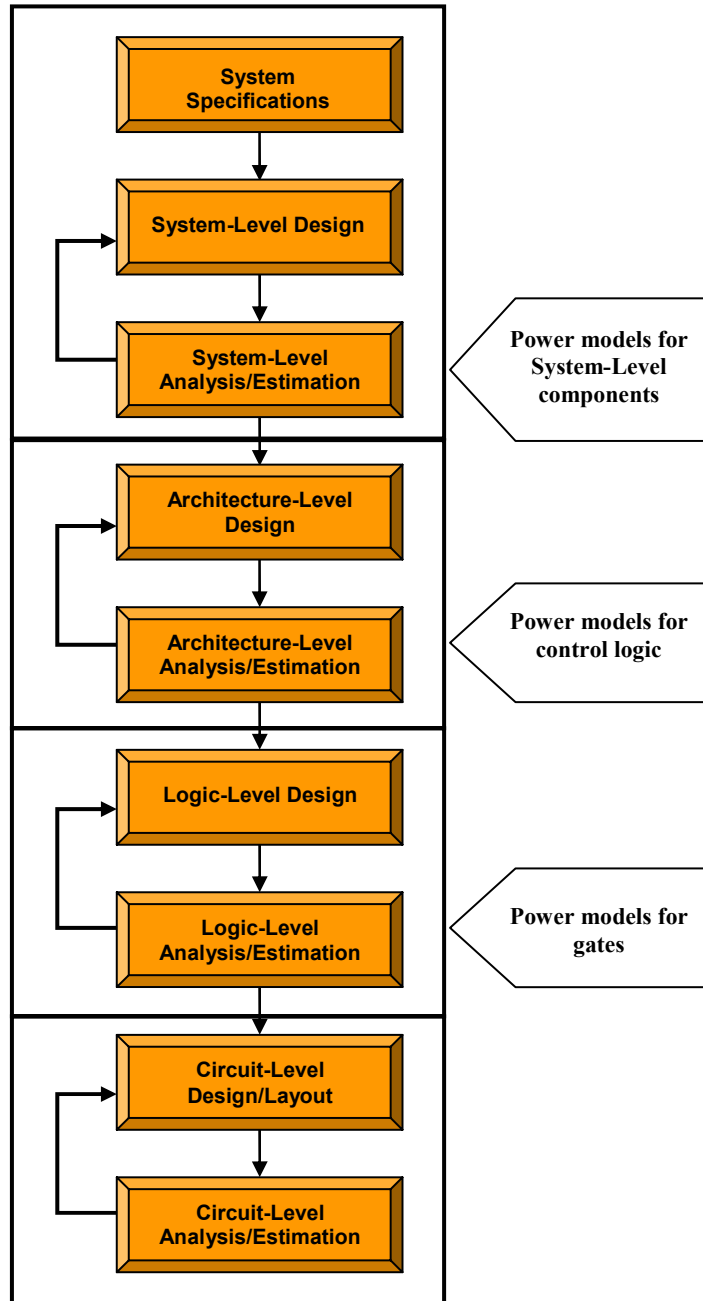 System
Specifications
System-Level Design
System-Level
Analysis/Estimation
Power models for
System-Level
components
Architecture-Level
Design
Architecture-Level
Analysis/Estimation
Power models for
control logic
Logic-Level Design
Logic-Level
Analysis/Estimation
Power models for
gates
Circuit-Level
Design/Layout
Circuit-Level
Analysis/Estimation